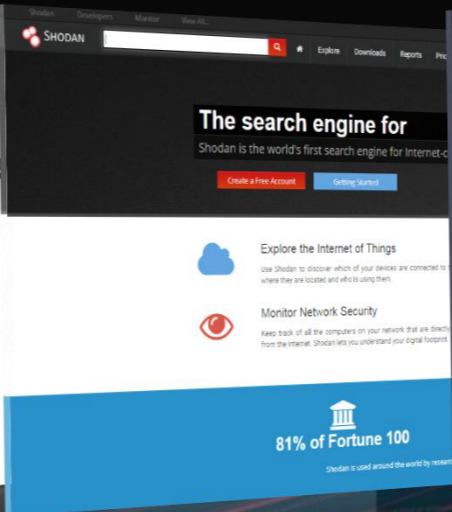 Shodan Developers Monitor View All...
SHODAN
Explore Downloads Reports Pric
The search engine for
Shodan is the world's first search engine for Internet-c
Create a Free Account Getting Started
Explore the Internet of Things
Use Shodan to discover which of your devices are connected to
where they are located and who is using them.
Monitor Network Security
Keep track of all the computers on your network that are directly
from the Internet. Shodan lets you understand your digital footprint.
81% of Fortune 100
Shodan is used around the world by researc